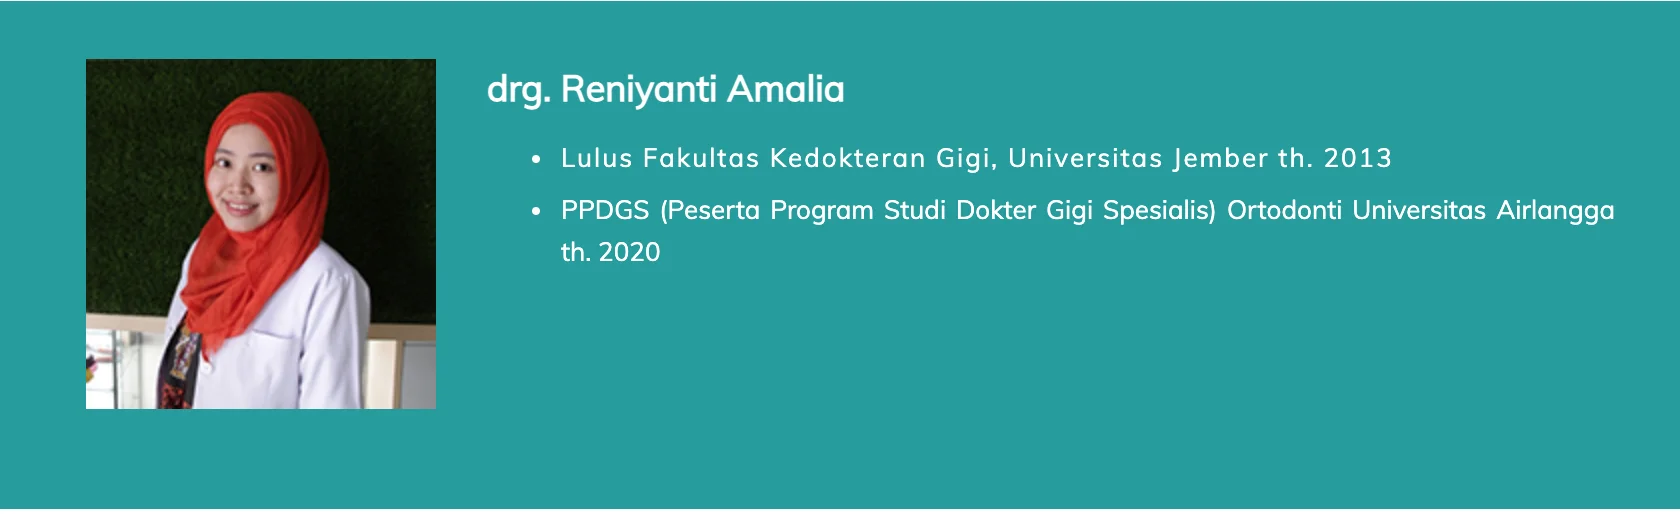 drg. Reniyanti Amalia
• Lulus Fakultas Kedokteran Gigi, Universitas Jember th. 2013
• PPDGS (Peserta Program Studi Dokter Gigi Spesialis) Ortodonti Universitas Airlangga
th. 2020